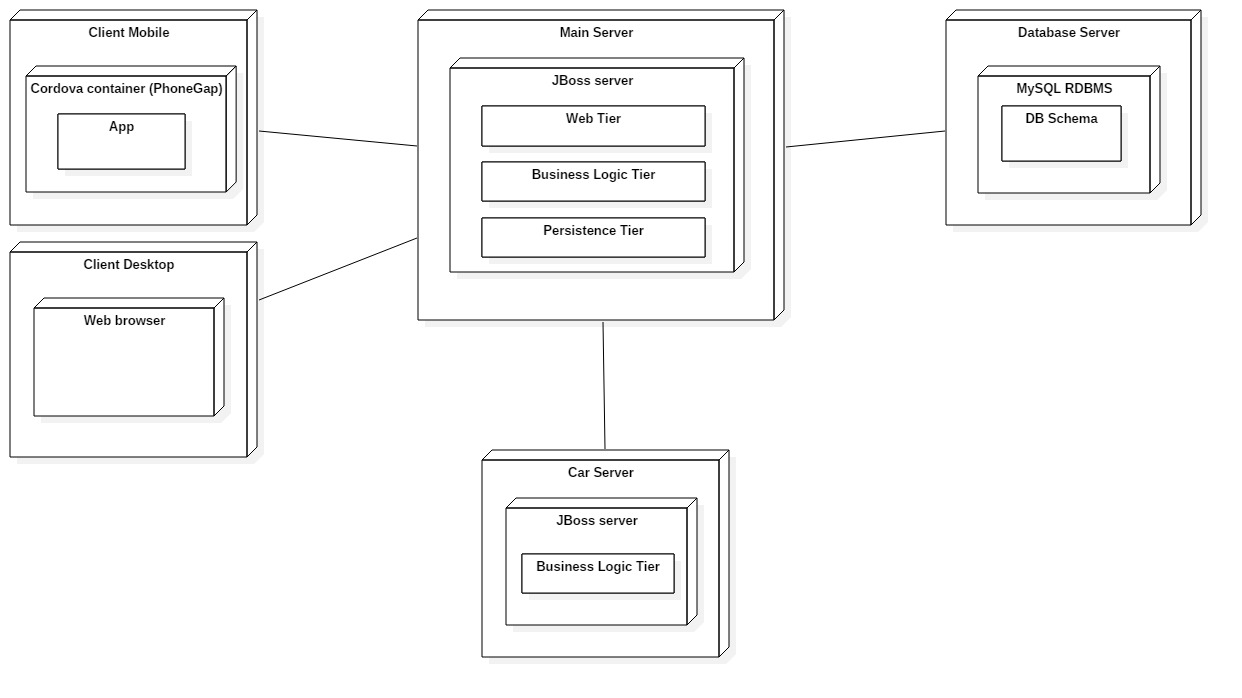 Client Mobile
Cordova container (PhoneGap)
App
Client Desktop
Web browser
Main Server
JBoss server
Web Tier
Business Logic Tier
Persistence Tier
Database Server
MySQL RDBMS
DB Schema
Car Server
JBoss server
Business Logic Tier